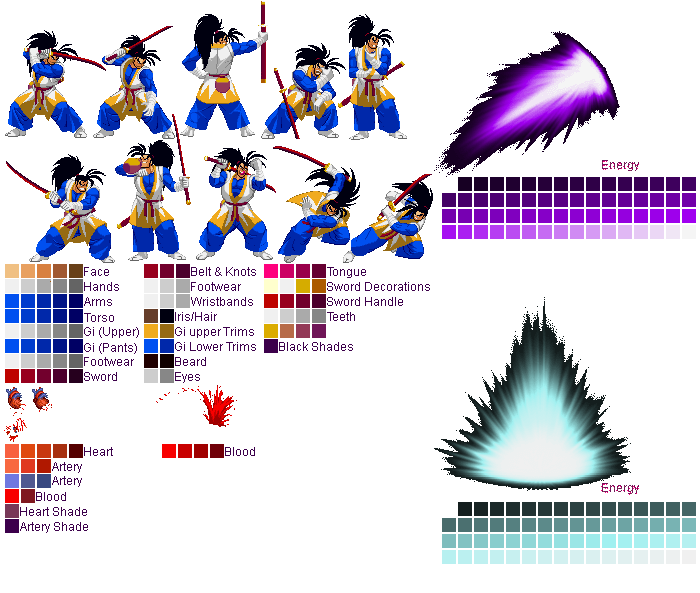 Energy
Face
Hands
Arms
Torso
Gi (Upper)
Gi (Pants)
Footwear
Sword
Belt & Knots
Footwear
Wristbands
Iris/Hair
Gi upper Trims
Gi Lower Trims
Beard
Eyes
Tongue
Sword Decorations
Sword Handle
Teeth
Black Shades
Heart
Artery
Artery
Blood
Heart Shade
Artery Shade
Blood
Energy